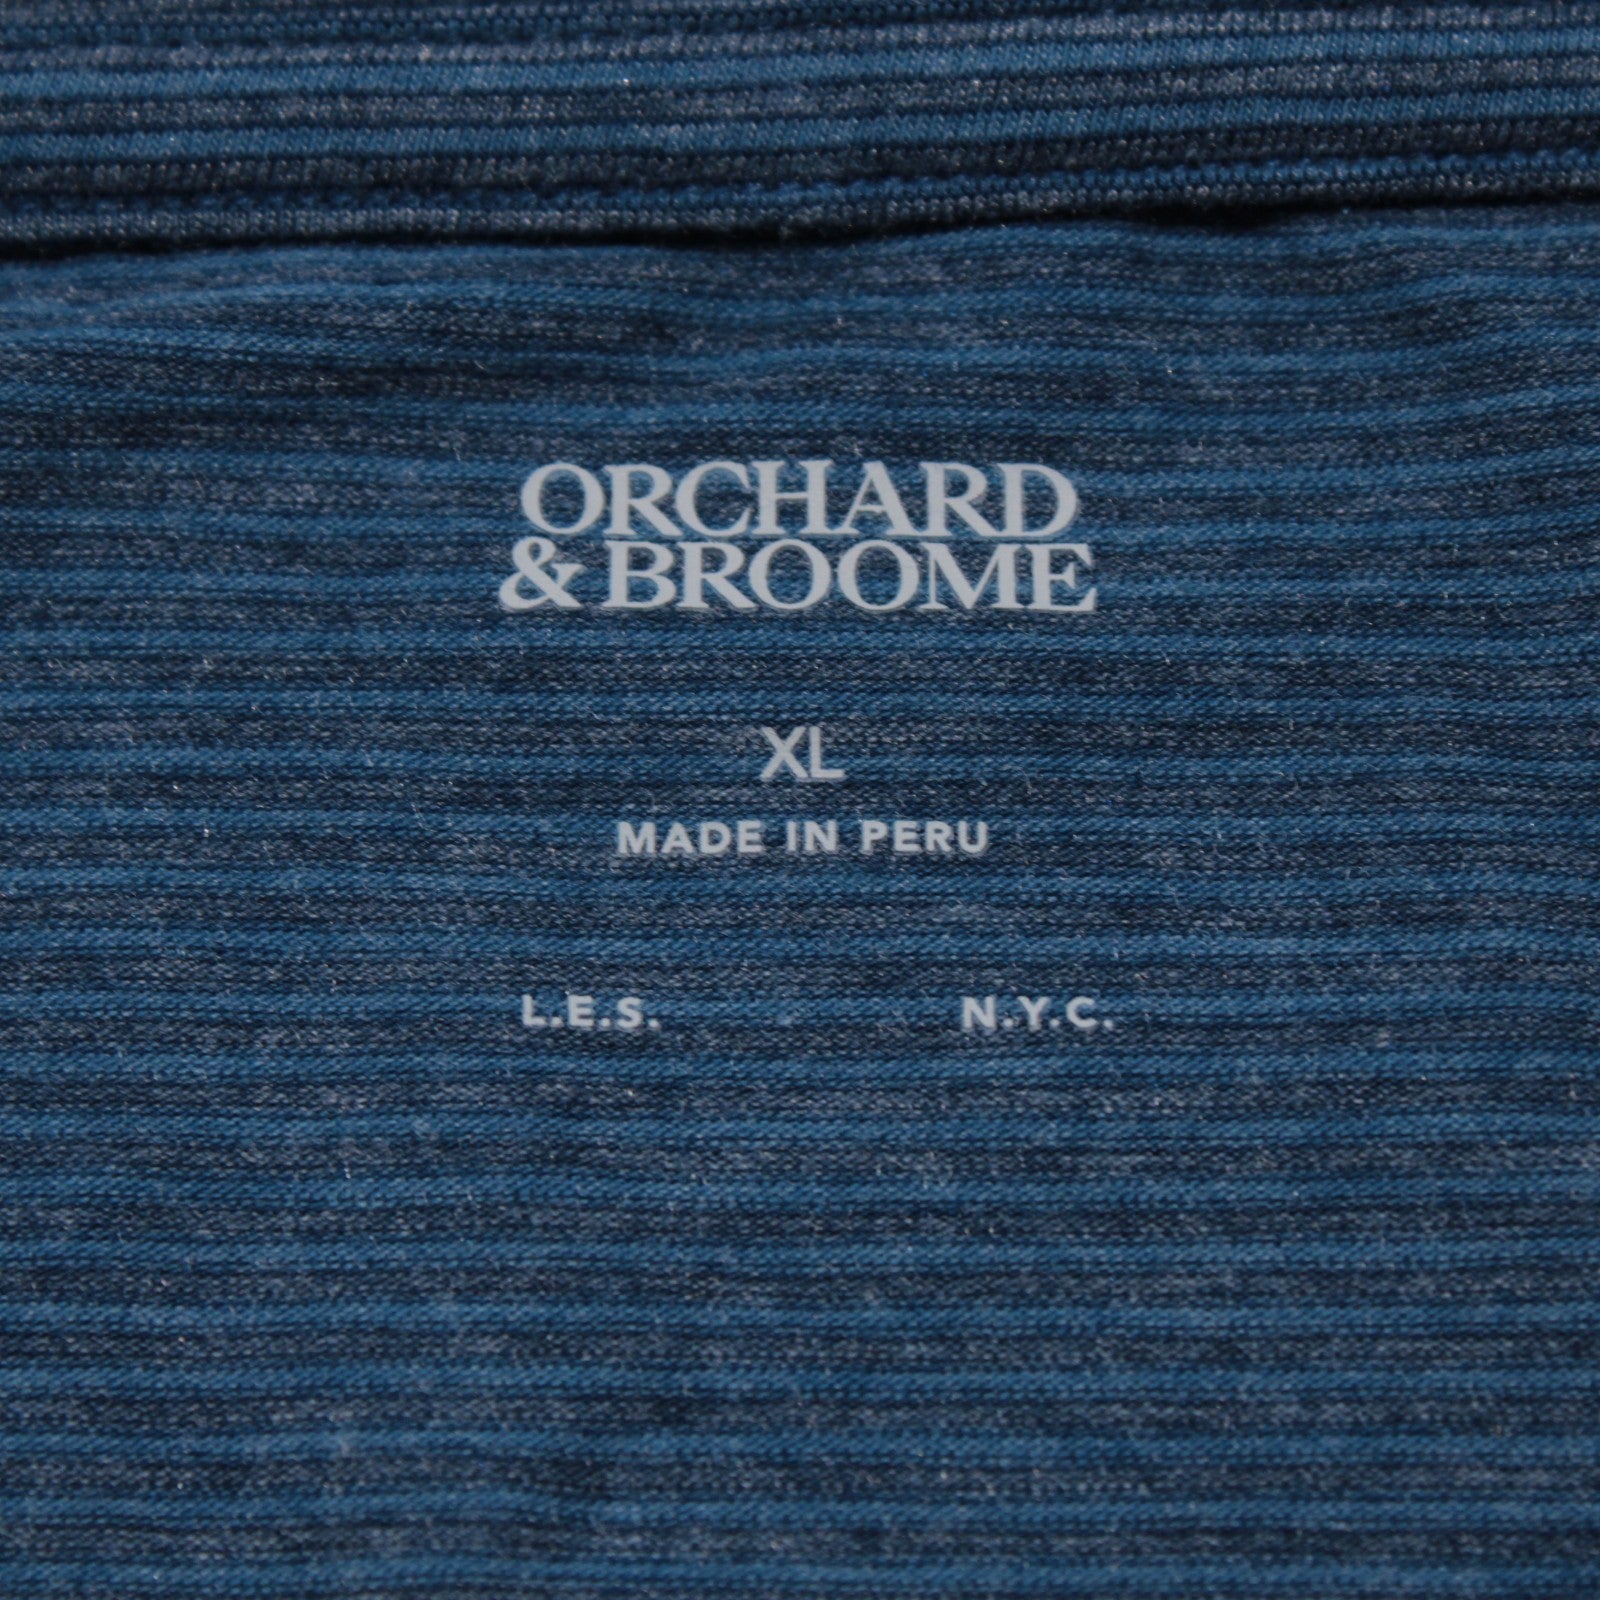 ORCHARD
& BROOME
XL
MADE IN PERU
L.E.S. N.Y.C.